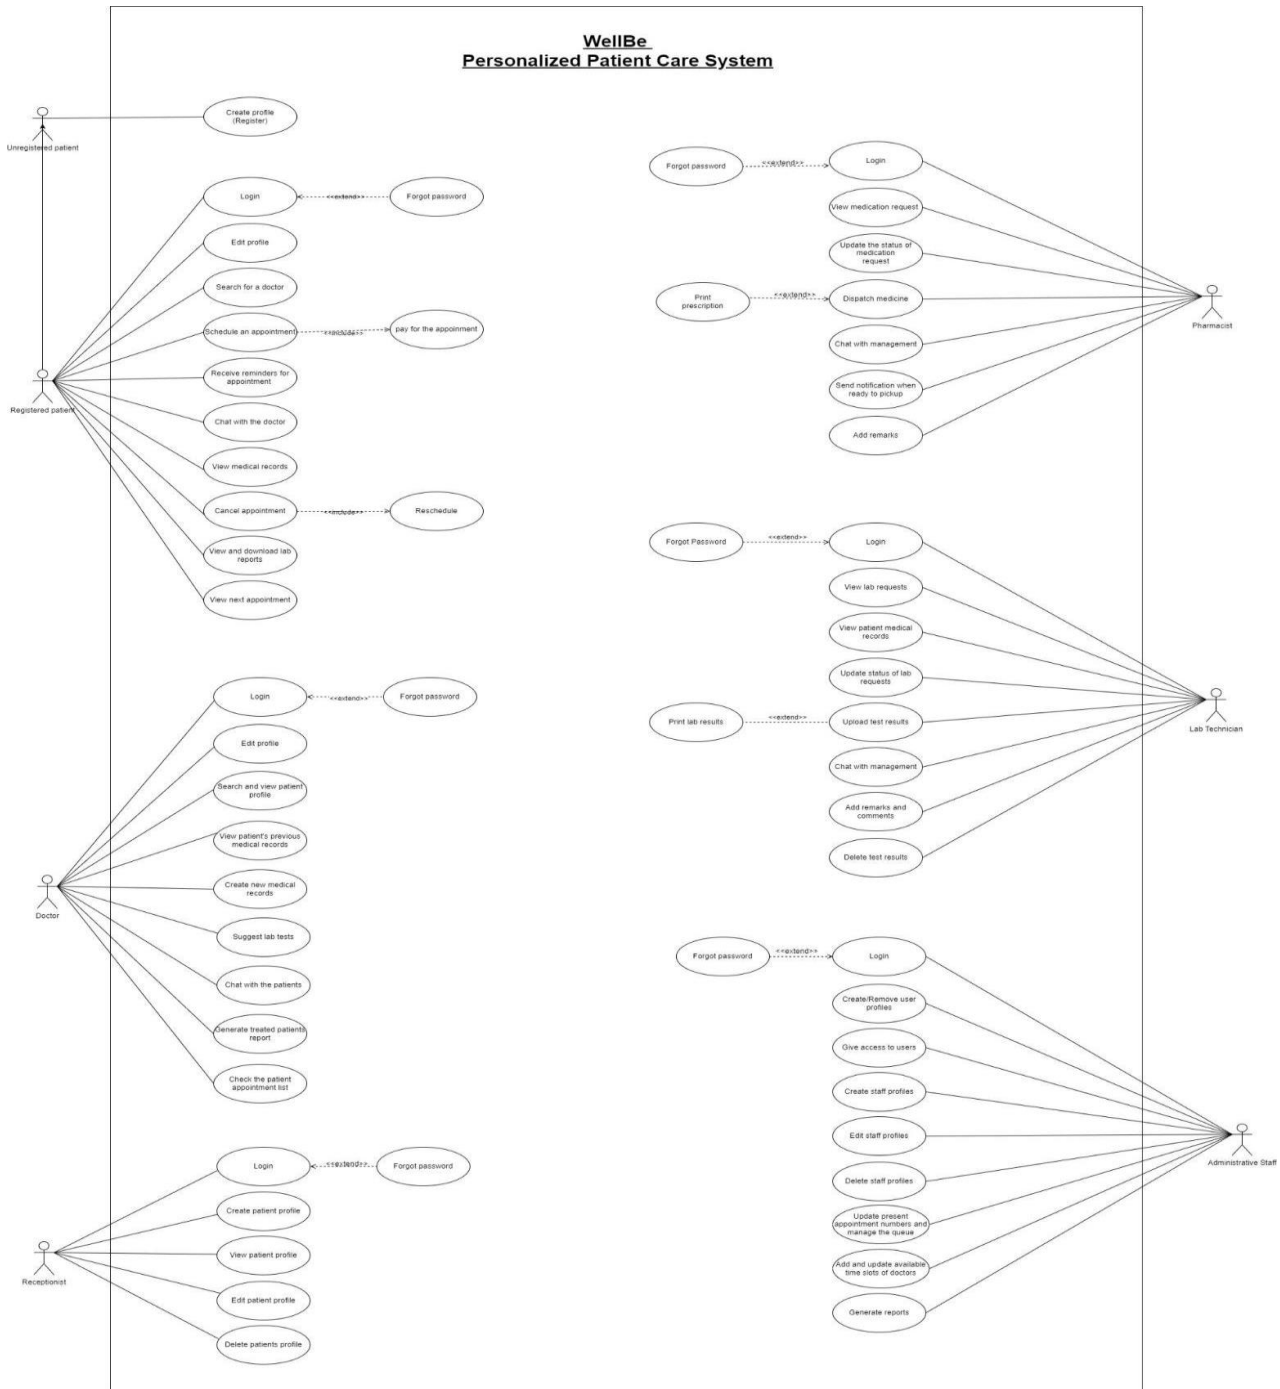 WellBe
Personalized Patient Care System
Unregistered patient
Create profile
(Register)
Login
<<extend>>
Forgot password
Edit profile
Search for a doctor
Schedule an appointment
<<include>>
pay for the appoinment
Receive reminders for
appointment
Registered patient
Chat with the doctor
View medical records
Cancel appointment
<<include>>
Reschedule
View and download lab
reports
View next appointment
Login
<<extend>>
Forgot password
Edit profile
Search and view patient
profile
View patient's previous
medical records
Create new medical
records
Doctor
Suggest lab tests
Chat with the patients
Generate treated patients
report
Check the patient
appointment list
Login
<<extend>>
Forgot password
Create patient profile
View patient profile
Receptionist
Edit patient profile
Delete patients profile
Forgot password
<<extend>>
Login
View medication request
Update the status of
medication
request
Print
prescription
<<extend>>
Dispatch medicine
Pharmacist
Chat with management
Send notification when
ready to pickup
Add remarks
Forgot Password
<<extend>>
Login
View lab requests
View patient medical
records
Update status of lab
requests
Print lab results
<<extend>>
Upload test results
Lab Technician
Chat with management
Add remarks and
comments
Delete test results
Forgot password
<<extend>>
Login
Create/Remove user
profiles
Give access to users
Create staff profiles
Edit staff profiles
Administrative Staff
Delete staff profiles
Update present
appointment numbers and
manage the queue
Add and update available
time slots of doctors
Generate reports